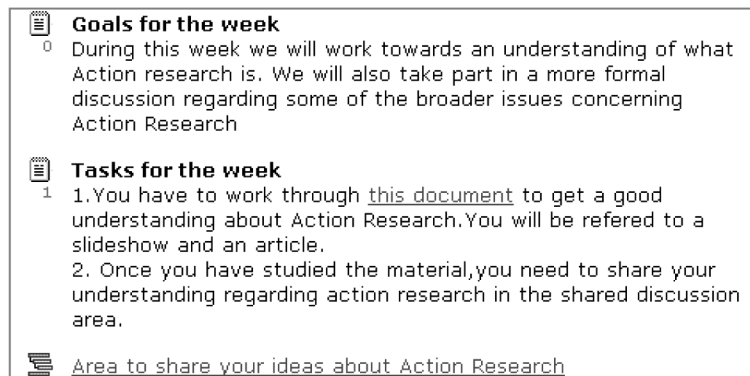 Goals for the week
0
During this week we will work towards an understanding of what
Action research is. We will also take part in a more formal
discussion regarding some of the broader issues concerning
Action Research
Tasks for the week
1
1.You have to work through this document to get a good
understanding about Action Research.You will be refered to a
slideshow and an article.
2. Once you have studied the material,you need to share your
understanding regarding action research in the shared discussion
area.
Area to share your ideas about Action Research